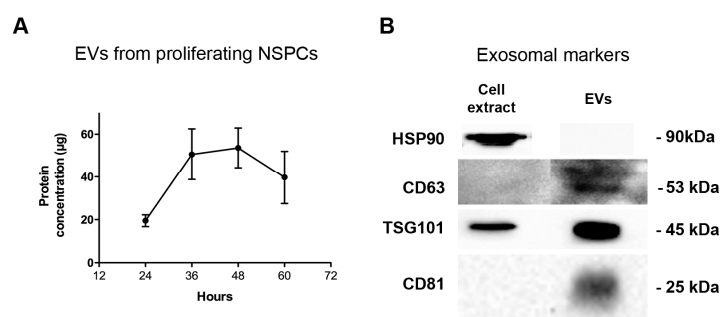 A
EVs from proliferating NSPCs
Protein
concentration (μg)
60
40
20
0
12
24
36
48
60
72
Hours
B
Exosomal markers
Cell
extract
EVs
HSP90
- 90kDa
CD63
- 53 kDa
TSG101
- 45 kDa
CD81
- 25 kDa